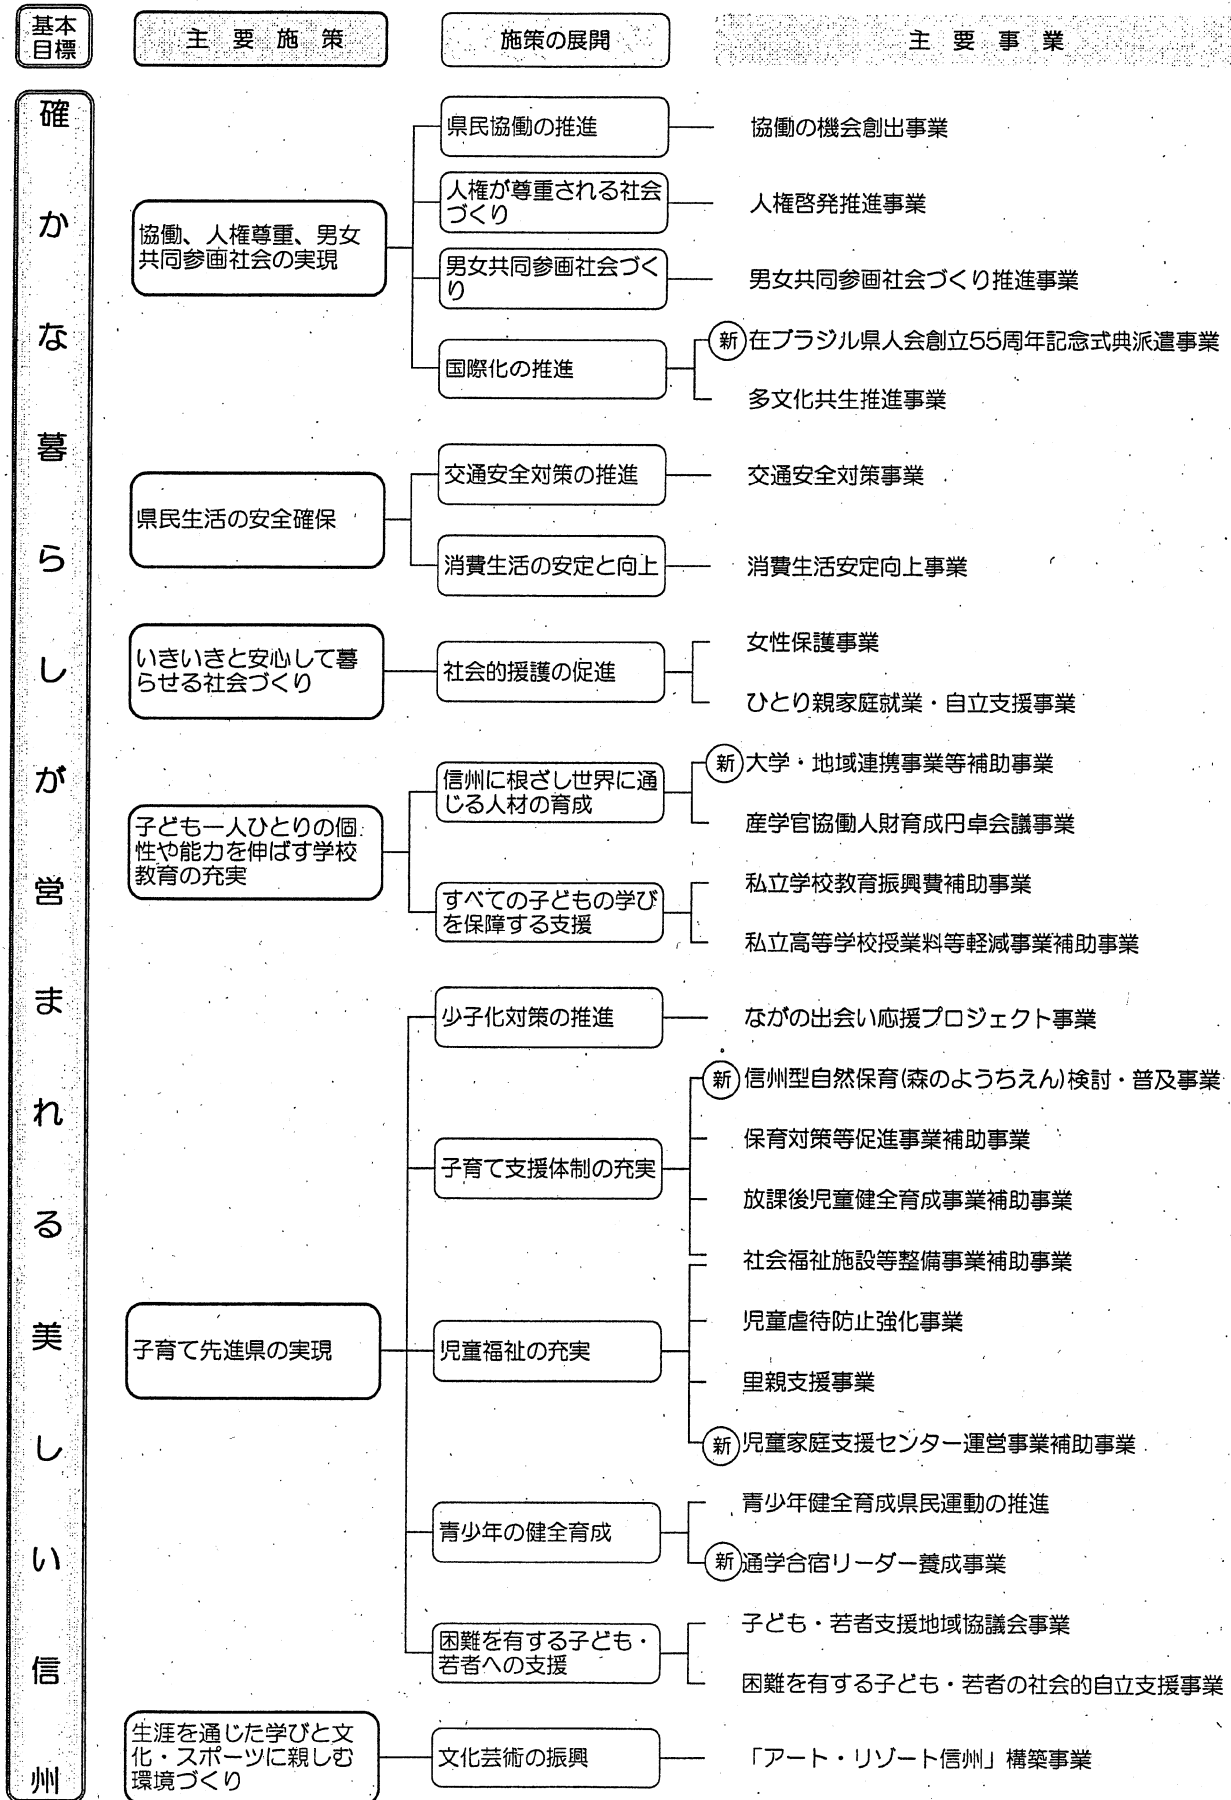 基本
目標
主要施策
施策の展開
主要事業
確かな暮らしが営まれる美しい信州
協働、人権尊重、男女
共同参画社会の実現
県民協働の推進
協働の機会創出事業
人権が尊重される社会
づくり
人権啓発推進事業
男女共同参画社会づく
り
男女共同参画社会づくり推進事業
国際化の推進
新 在ブラジル県人会創立55周年記念式典派遣事業
多文化共生推進事業
県民生活の安全確保
交通安全対策の推進
交通安全対策事業
消費生活の安定と向上
消費生活安定向上事業
いきいきと安心して暮
らせる社会づくり
社会的援護の促進
女性保護事業
ひとり親家庭就業・自立支援事業
子ども一人ひとりの個
性や能力を伸ばす学校
教育の充実
信州に根ざし世界に通
じる人材の育成
新 大学・地域連携事業等補助事業
産学官協働人財育成円卓会議事業
すべての子どもの学び
を保障する支援
私立学校教育振興費補助事業
私立高等学校授業料等軽減事業補助事業
子育て先進県の実現
少子化対策の推進
ながの出会い応援プロジェクト事業
子育て支援体制の充実
新 信州型自然保育(森のようちえん)検討・普及事業
保育対策等促進事業補助事業
放課後児童健全育成事業補助事業
社会福祉施設等整備事業補助事業
児童福祉の充実
児童虐待防止強化事業
里親支援事業
新 児童家庭支援センター運営事業補助事業
青少年の健全育成
青少年健全育成県民運動の推進
新 通学合宿リーダー養成事業
困難を有する子ども・
若者への支援
子ども・若者支援地域協議会事業
困難を有する子ども・若者の社会的自立支援事業
生涯を通じた学びと文
化・スポーツに親しむ
環境づくり
文化芸術の振興
「アート・リゾート信州」構築事業